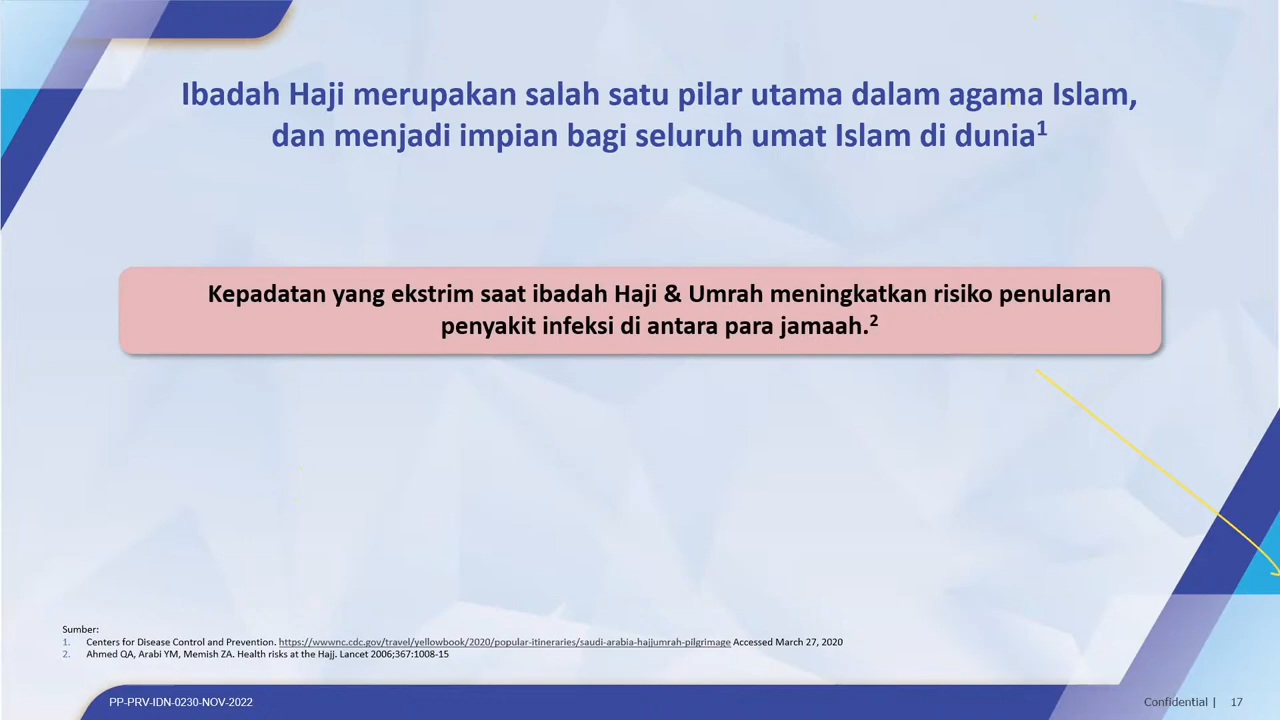 Ibadah Haji merupakan salah satu pilar utama dalam agama Islam,
dan menjadi impian bagi seluruh umat Islam di dunia1
Kepadatan yang ekstrim saat ibadah Haji & Umrah meningkatkan risiko penularan
penyakit infeksi di antara para jamaah.2
Sumber:
1. Centers for Disease Control and Prevention. https://wwwnc.cdc.gov/travel/yellowbook/2020/popular-itineraries/saudi-arabia-hajjumrah-pilgrimage Accessed March 27, 2020
2. Ahmed QA, Arabi YM, Memish ZA. Health risks at the Hajj. Lancet 2006;367:1008-15
PP-PRV-IDN-0230-NOV-2022
Confidential | 17